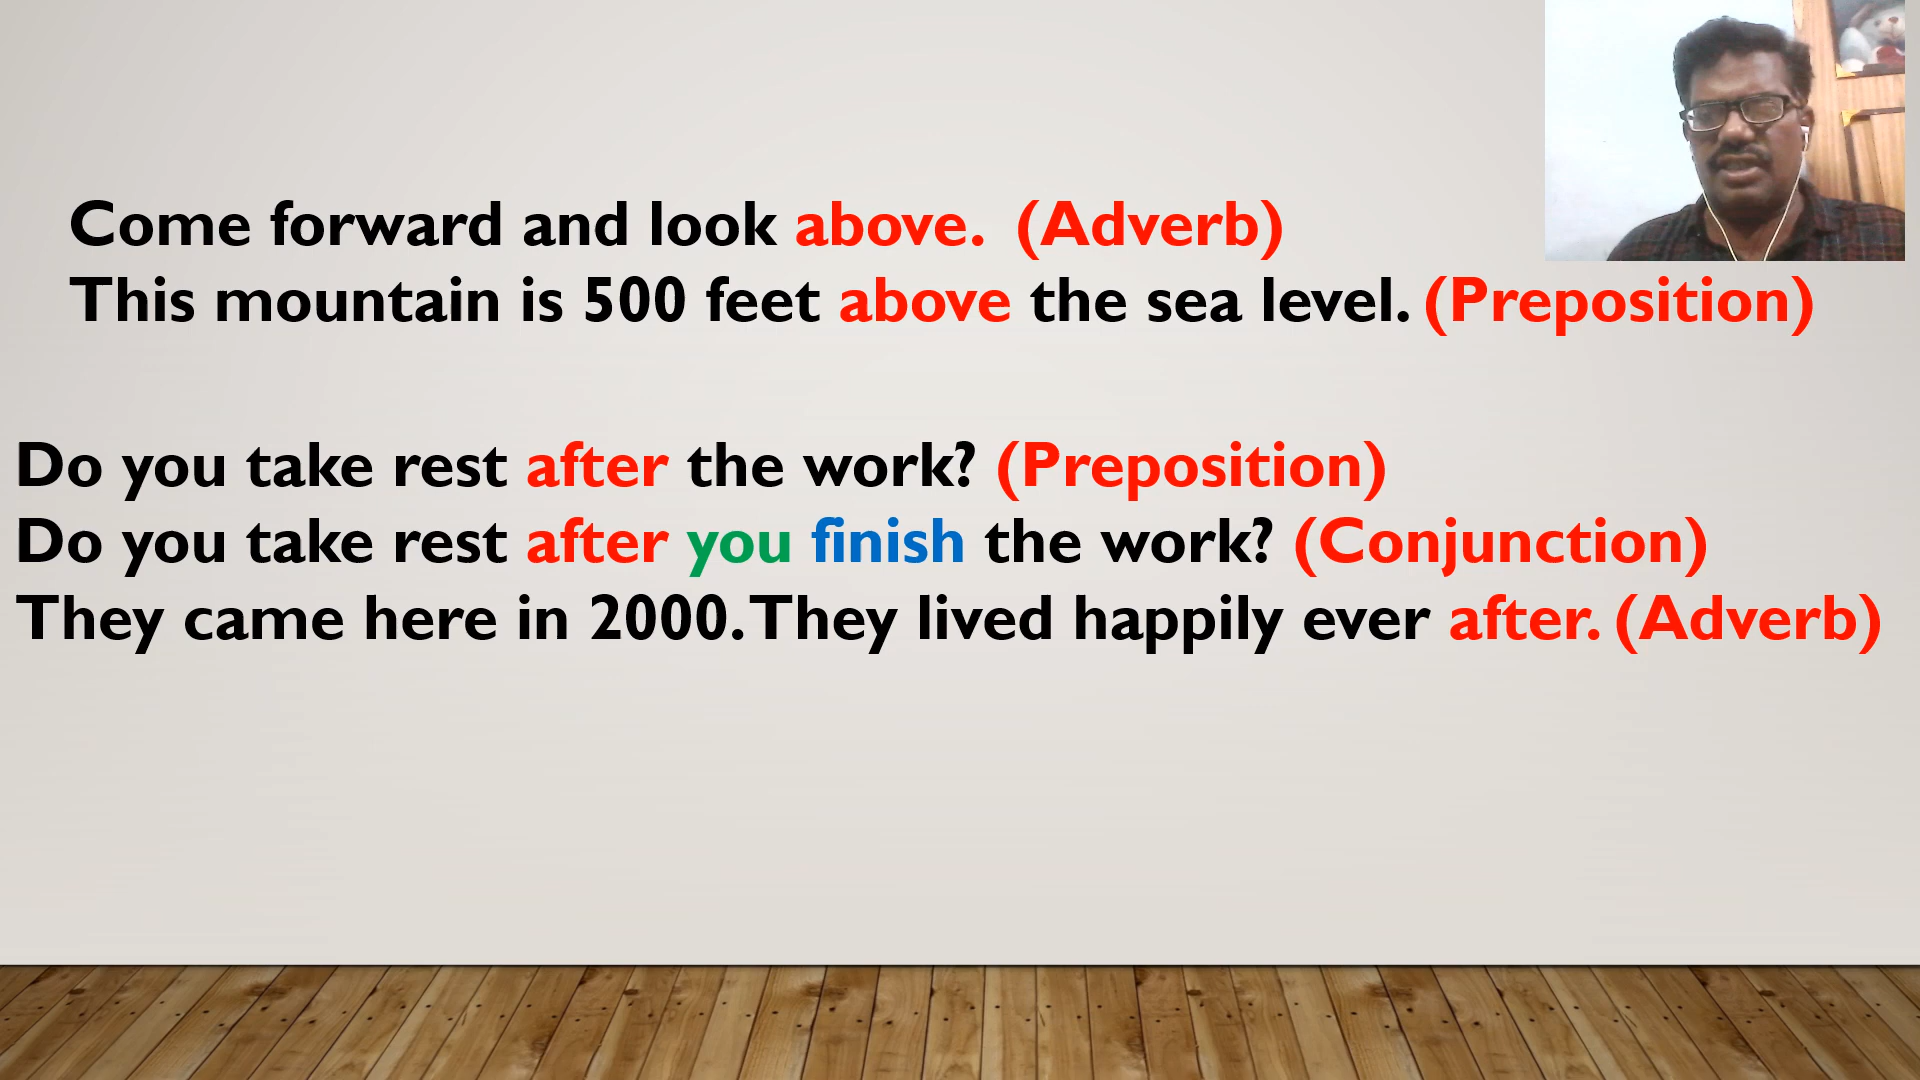 Come forward and look above. (Adverb)
This mountain is 500 feet above the sea level. (Preposition)
Do you take rest after the work? (Preposition)
Do you take rest after you finish the work? (Conjunction)
They came here in 2000. They lived happily ever after. (Adverb)